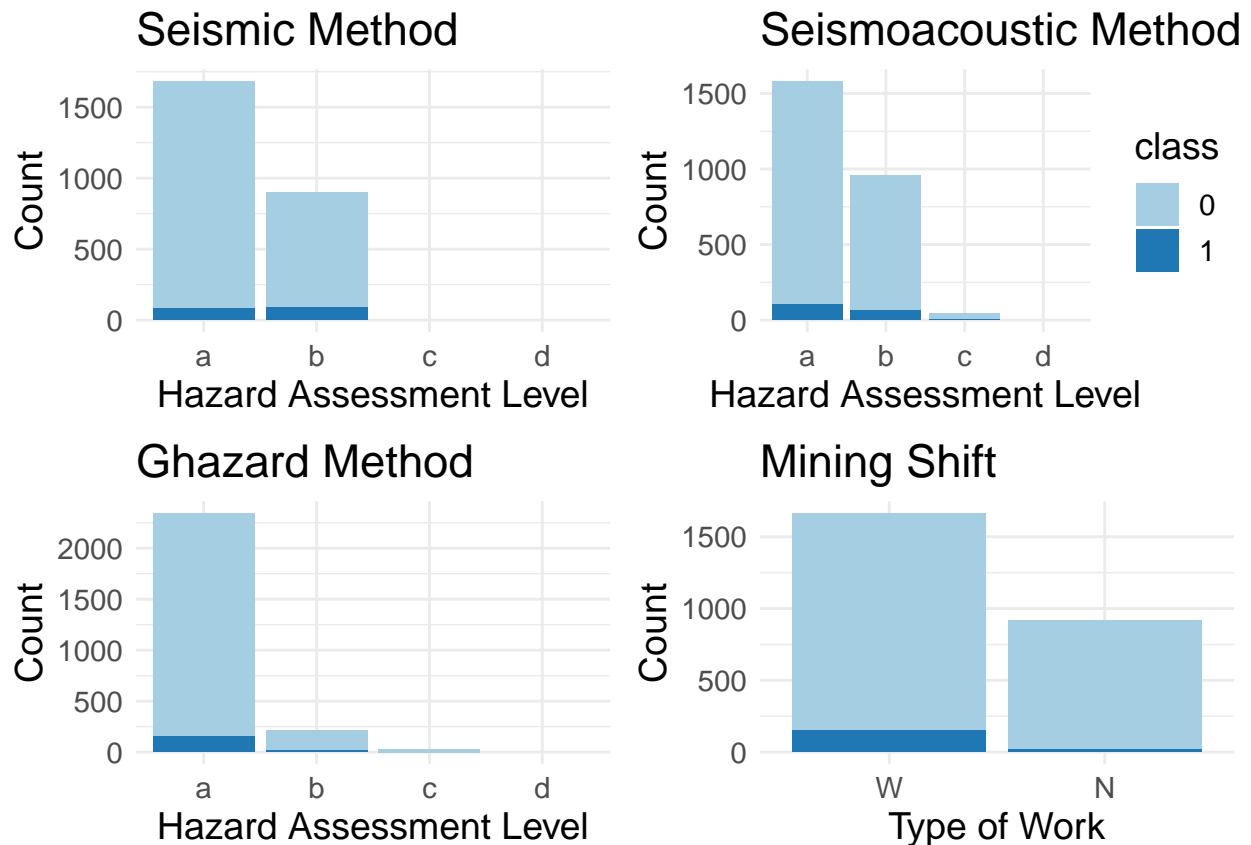 Seismic Method
1500
1000
500
0
Count
a b c d
Hazard Assessment Level
Seismoacoustic Method
1500
1000
500
0
Count
a b c d
Hazard Assessment Level
class
0
1
Ghazard Method
2000
1500
1000
500
0
Count
a b c d
Hazard Assessment Level
Mining Shift
1500
1000
500
0
Count
W N
Type of Work